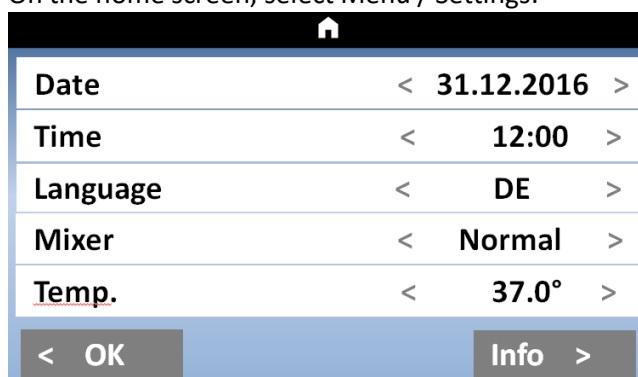 On the home screen, select Menu / Settings.
Date < 31.12.2016 >
Time < 12:00 >
Language < DE >
Mixer < Normal >
Temp. < 37.0° >
< OK Info >